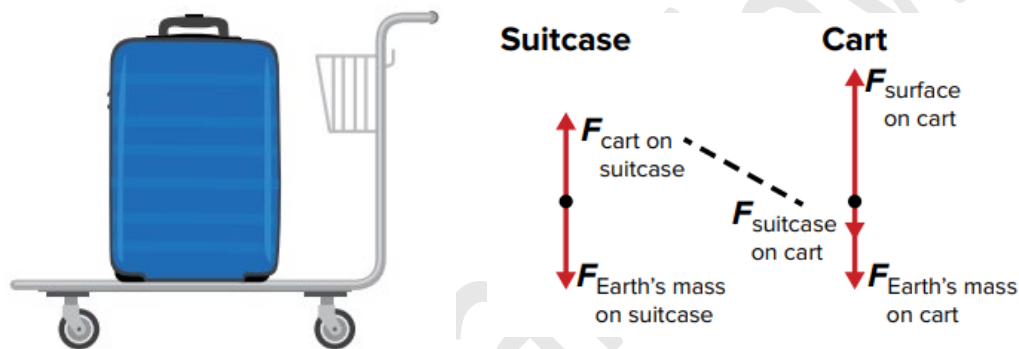 Suitcase
Cart
F surface
on cart
F cart on
suitcase
F suitcase
on cart
F Earth's mass
on suitcase
F Earth's mass
on cart